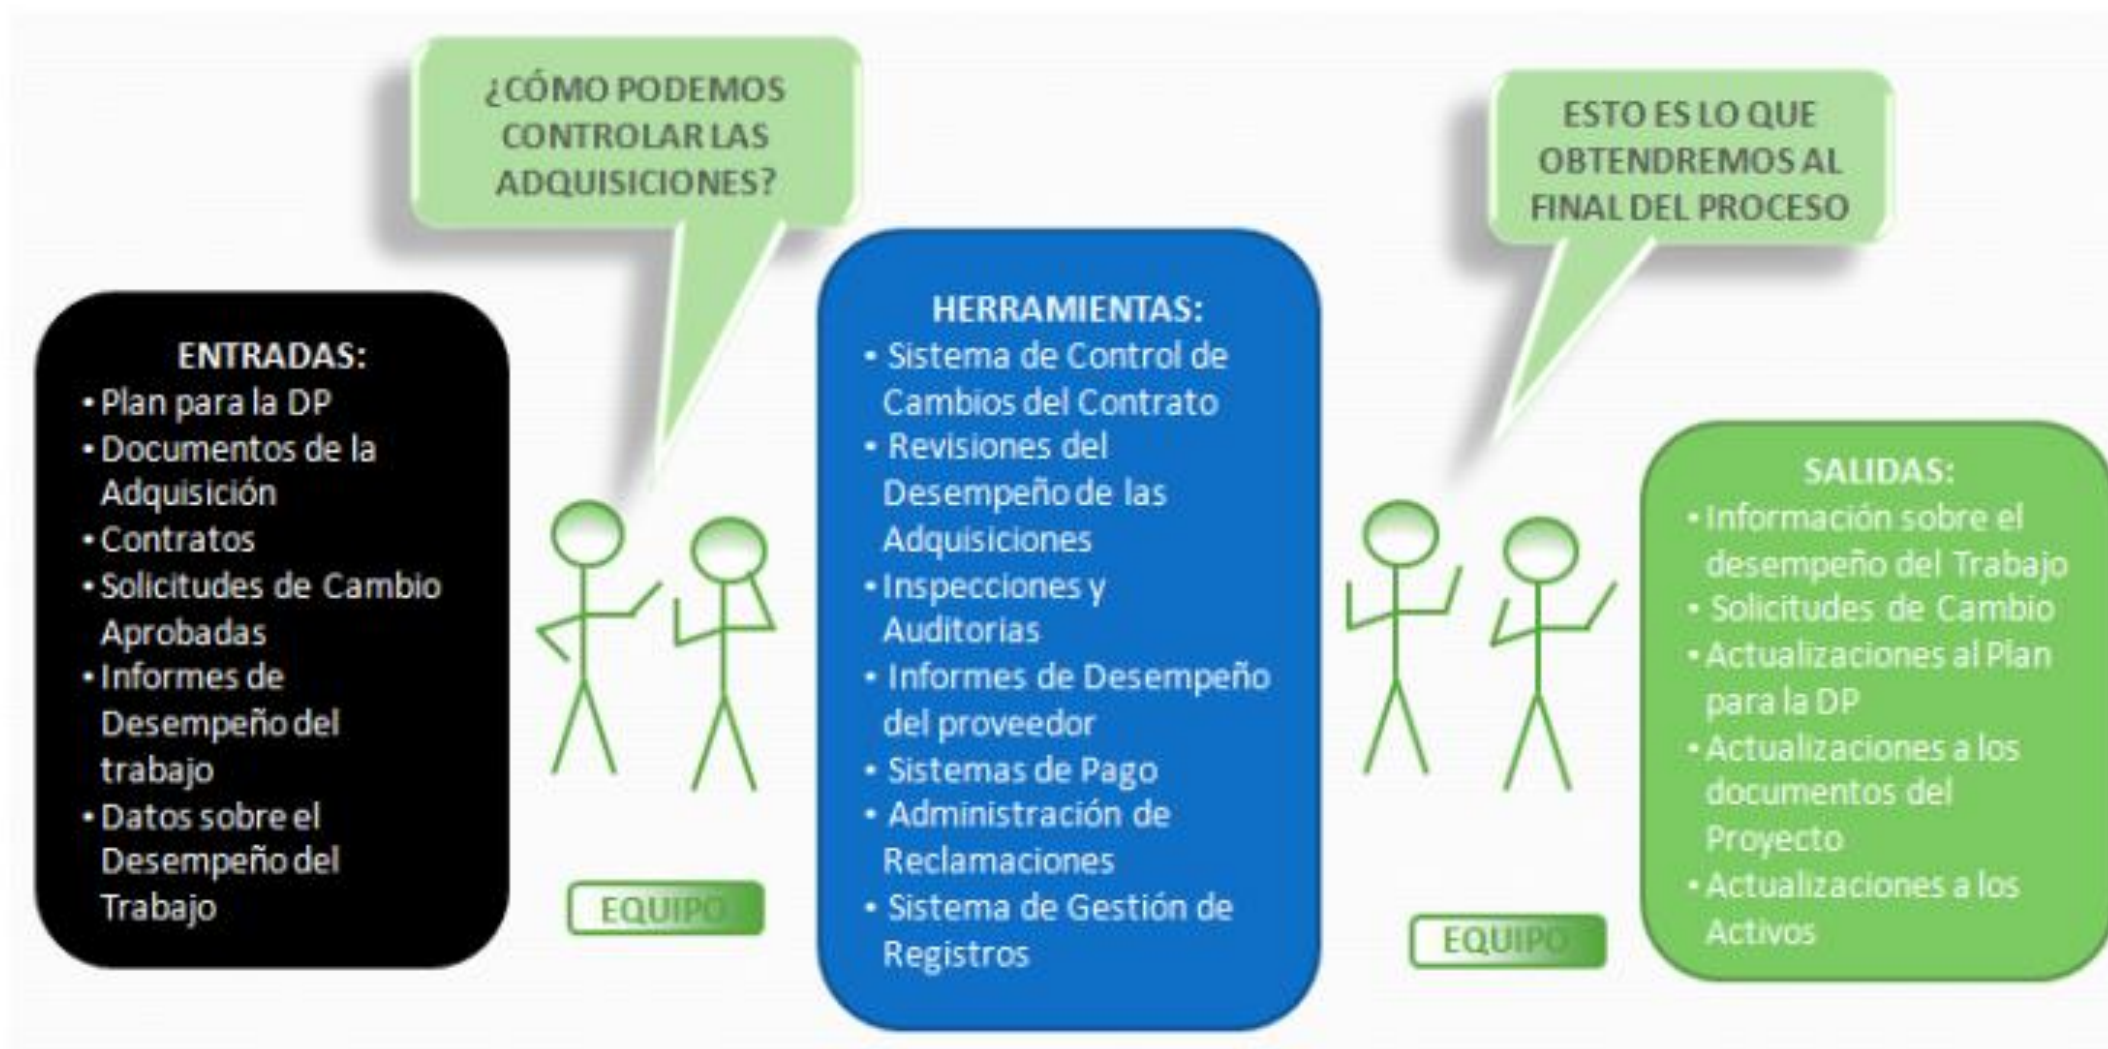 ¿CÓMO PODEMOS
CONTROLAR LAS
ADQUISICIONES?
ESTO ES LO QUE
OBTENDREMOS AL
FINAL DEL PROCESO
ENTRADAS:
• Plan para la DP
• Documentos de la
Adquisición
• Contratos
• Solicitudes de Cambio
Aprobadas
• Informes de
Desempeño del
trabajo
• Datos sobre el
Desempeño del
Trabajo
EQUIPO
HERRAMIENTAS:
• Sistema de Control de
Cambios del Contrato
• Revisiones del
Desempeño de las
Adquisiciones
• Inspecciones y
Auditorias
• Informes de Desempeño
del proveedor
• Sistemas de Pago
• Administración de
Reclamaciones
• Sistema de Gestión de
Registros
EQUIPO
SALIDAS:
• Información sobre el
desempeño del Trabajo
• Solicitudes de Cambio
• Actualizaciones al Plan
para la DP
• Actualizaciones a los
documentos del
Proyecto
• Actualizaciones a los
Activos